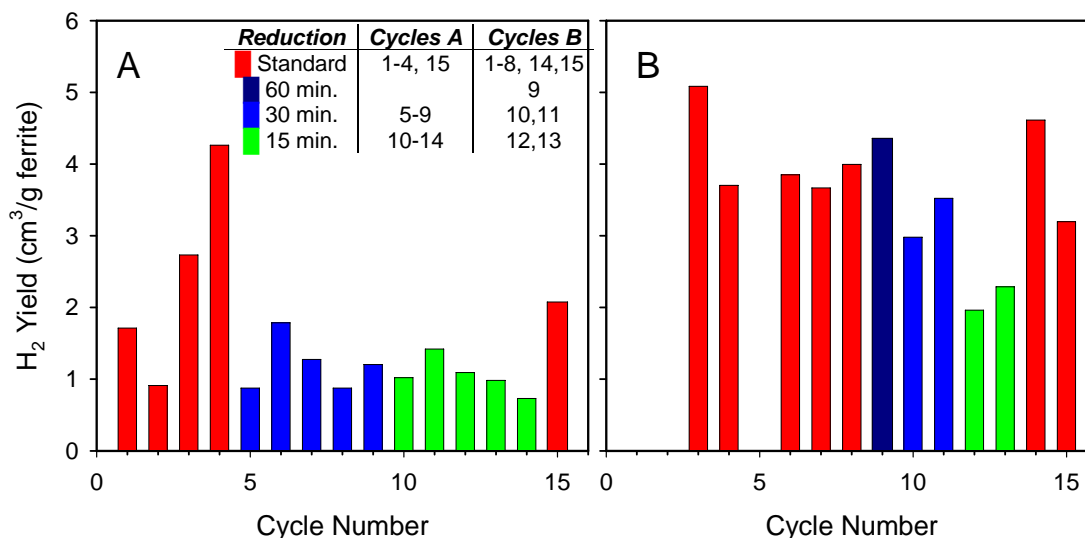 A
B
Reduction Cycles A Cycles B
Standard 1-4, 15 1-8, 14,15
60 min. 9
30 min. 5-9 10,11
15 min. 10-14 12,13
H₂ Yield (cm³/g ferrite)
6
5
4
3
2
1
0
0 5 10 15
0 5 10 15
Cycle Number
Cycle Number